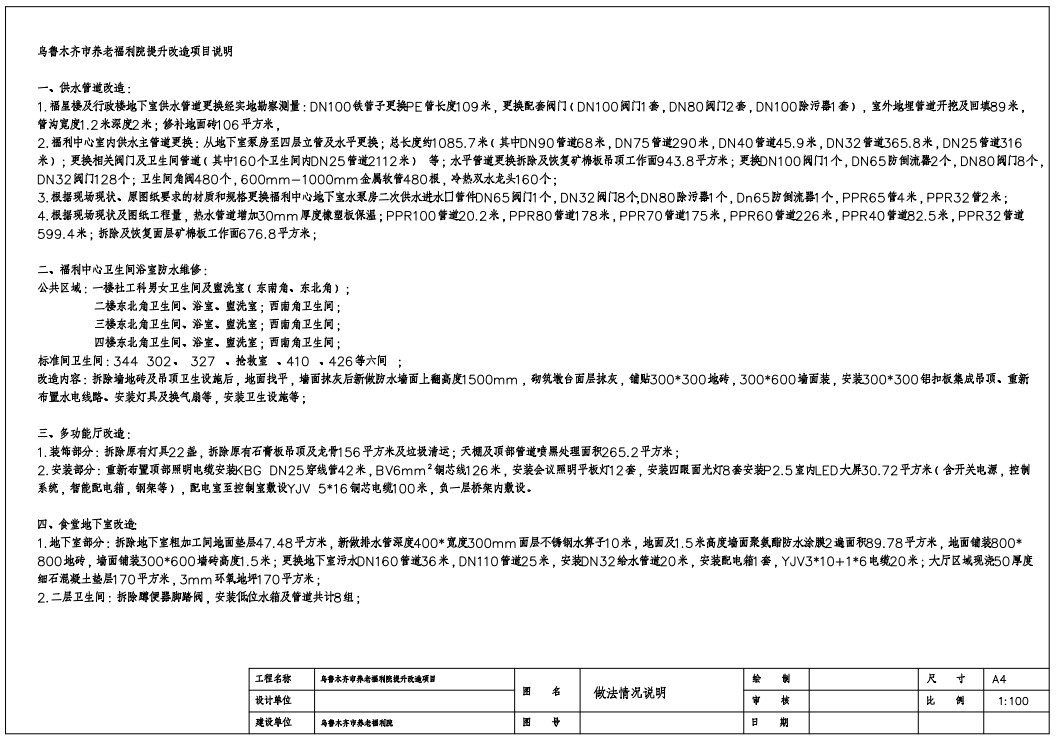 乌鲁木齐市养老福利院提升改造项目说明
一、供水管道改造：
1.福星楼及行政楼地下室供水管道更换经实地勘察测量：DN100铁管子更换PE管长度109米，更换配套阀门（DN100阀门1套，DN80阀门2套，DN100除污器1套），室外地埋管道开挖及回填89米，
管沟宽度1.2米深度2米；修补地面砖106平方米，
2.福利中心室内供水主管道更换：从地下室泵房至四层立管及水平更换；总长度约1085.7米（其中DN90管道68米，DN75管道290米，DN40管道45.9米，DN32管道365.8米，DN25管道316
米）；更换相关阀门及卫生间管道（其中160个卫生间内DN25管道2112米）等；水平管道更换拆除及恢复矿棉板吊顶工作面943.8平方米；更换DN100阀门1个，DN65防倒流器2个，DN80阀门8个，
DN32阀门128个；卫生间角阀480个，600mm-1000mm金属软管480根，冷热双水龙头160个；
3.根据现场现状、原图纸要求的材质和规格更换福利中心地下室水泵房二次供水进水口管件DN65阀门1个，DN32阀门8个，DN80除污器1个，Dn65防倒流器1个，PPR65管4米，PPR32管2米；
4.根据现场现状及图纸工程量，热水管道增加30mm厚度橡塑板保温；PPR100管道20.2米，PPR80管道178米，PPR70管道175米，PPR60管道226米，PPR40管道82.5米，PPR32管道
599.4米；拆除及恢复面层矿棉板工作面676.8平方米；
二、福利中心卫生间浴室防水维修：
公共区域：一楼社工科男女卫生间及盥洗室（东南角、东北角）；
二楼东北角卫生间、浴室、盥洗室；西南角卫生间；
三楼东北角卫生间、浴室、盥洗室；西南角卫生间；
四楼东北角卫生间、浴室、盥洗室；西南角卫生间；
标准间卫生间：344 302、 327 、抢救室 、410 、426等六间 ；
改造内容：拆除墙地砖及吊顶卫生设施后，地面找平，墙面抹灰后新做防水墙面上翻高度1500mm，砌筑墩台面层抹灰，铺贴300*300地砖，300*600墙面装，安装300*300铝扣板集成吊顶、重新
布置水电线路、安装灯具及换气扇等，安装卫生设施等；
三、多功能厅改造：
1.装饰部分：拆除原有灯具22盏，拆除原有石膏板吊顶及龙骨156平方米及垃圾清运；天棚及顶部管道喷黑处理面积265.2平方米；
2.安装部分：重新布置顶部照明电缆安装KBG DN25穿线管42米，BV6mm²铜芯线126米，安装会议照明平板灯12套，安装四眼面光灯8套安装P2.5室内LED大屏30.72平方米（含开关电源，控制
系统，智能配电箱，钢架等），配电室至控制室敷设YJV 5*16铜芯电缆100米，负一层桥架内敷设。
四、食堂地下室改造：
1.地下室部分：拆除地下室粗加工间地面垫层47.48平方米，新做排水管深度400*宽度300mm面层不锈钢水箅子10米，地面及1.5米高度墙面聚氨酯防水涂膜2遍面积89.78平方米，地面铺装800*
800地砖，墙面铺装300*600墙砖高度1.5米；更换地下室污水DN160管道36米，DN110管道25米，安装DN32给水管道20米，安装配电箱1套，YJV3*10+1*6电缆20米；大厅区域现浇50厚度
细石混凝土垫层170平方米，3mm环氧地坪170平方米；
2.二层卫生间：拆除蹲便器脚踏阀，安装低位水箱及管道共计8组；
工程名称 乌鲁木齐市养老福利院提升改造项目 图 名 做法情况说明 绘 制 尺 寸 A4
设计单位 审 核 比 例 1:100
建设单位 乌鲁木齐市养老福利院 图 号 日 期